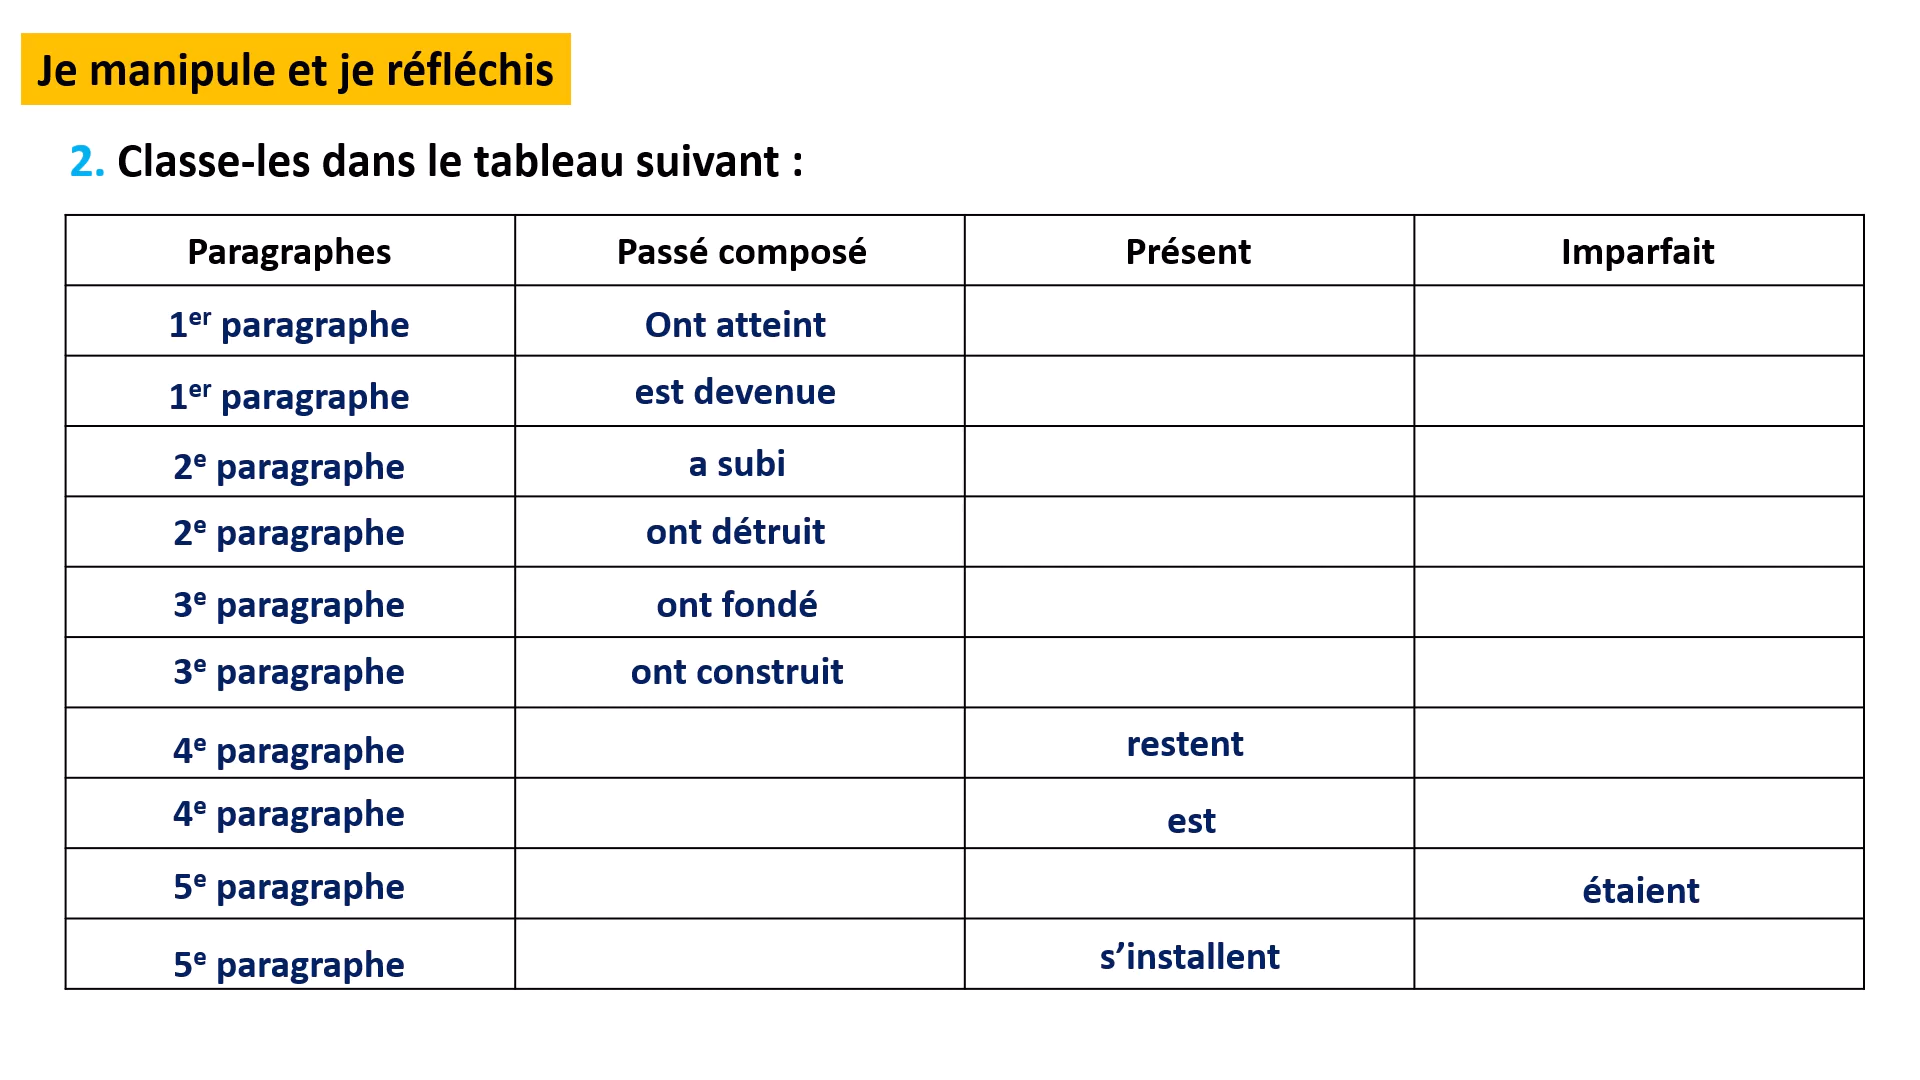 Je manipule et je réfléchis
2. Classe-les dans le tableau suivant :
Paragraphes Passé composé Présent Imparfait
1er paragraphe Ont atteint
1er paragraphe est devenue
2e paragraphe a subi
2e paragraphe ont détruit
3e paragraphe ont fondé
3e paragraphe ont construit
4e paragraphe restent
4e paragraphe est
5e paragraphe étaient
5e paragraphe s’installent